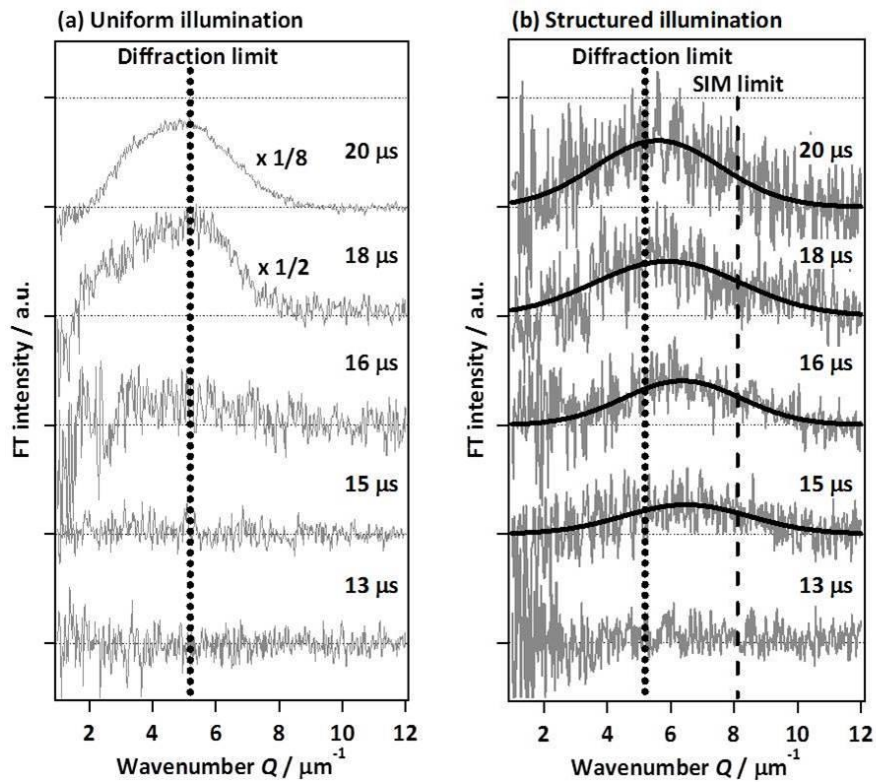 (a) Uniform illumination
Diffraction limit
x 1/8
20 µs
x 1/2
18 µs
16 µs
15 µs
13 µs
FT intensity / a.u.
2 4 6 8 10 12
Wavenumber Q / µm⁻¹
(b) Structured illumination
Diffraction limit
SIM limit
20 µs
18 µs
16 µs
15 µs
13 µs
FT intensity / a.u.
2 4 6 8 10 12
Wavenumber Q / µm⁻¹